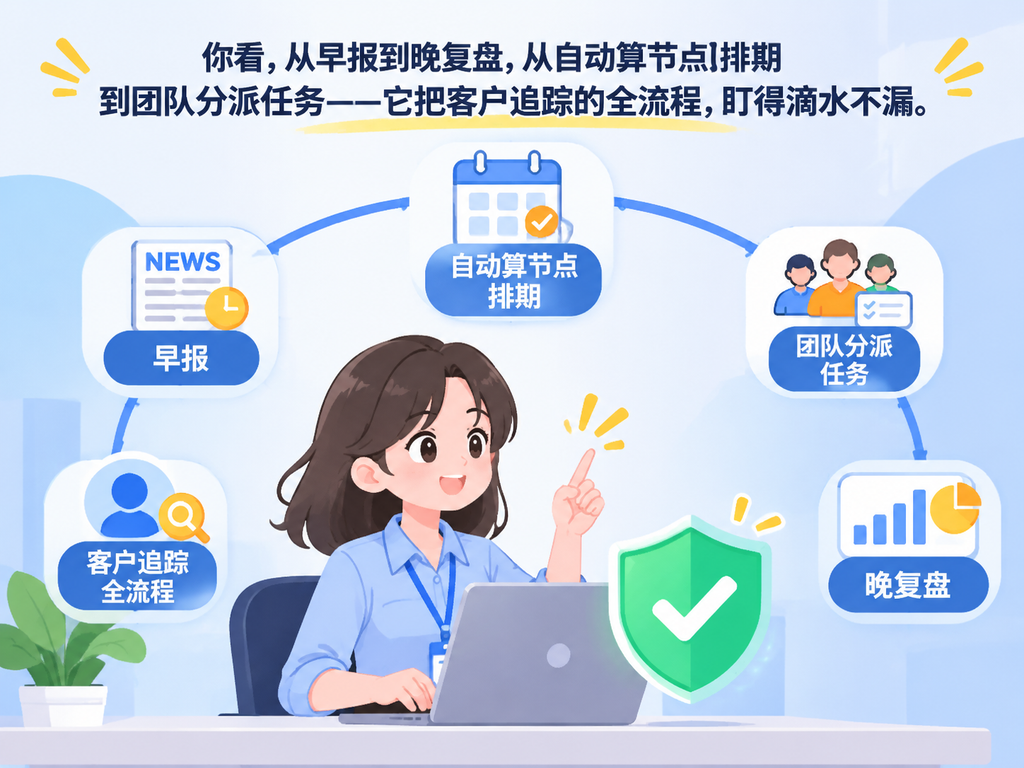 你看，从早报到晚复盘，从自动算节点排期
到团队分派任务——它把客户追踪的全流程，盯得滴水不漏。
NEWS
早报
自动算节点
排期
团队分派
任务
客户追踪
全流程
晚复盘